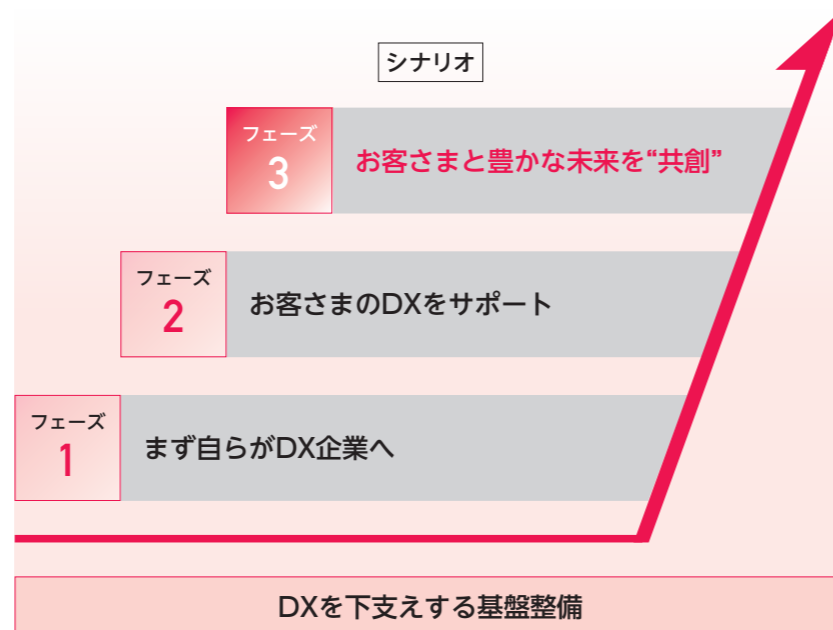 シナリオ
フェーズ
3
お客さまと豊かな未来を“共創”
フェーズ
2
お客さまのDXをサポート
フェーズ
1
まず自らがDX企業へ
DXを下支えする基盤整備